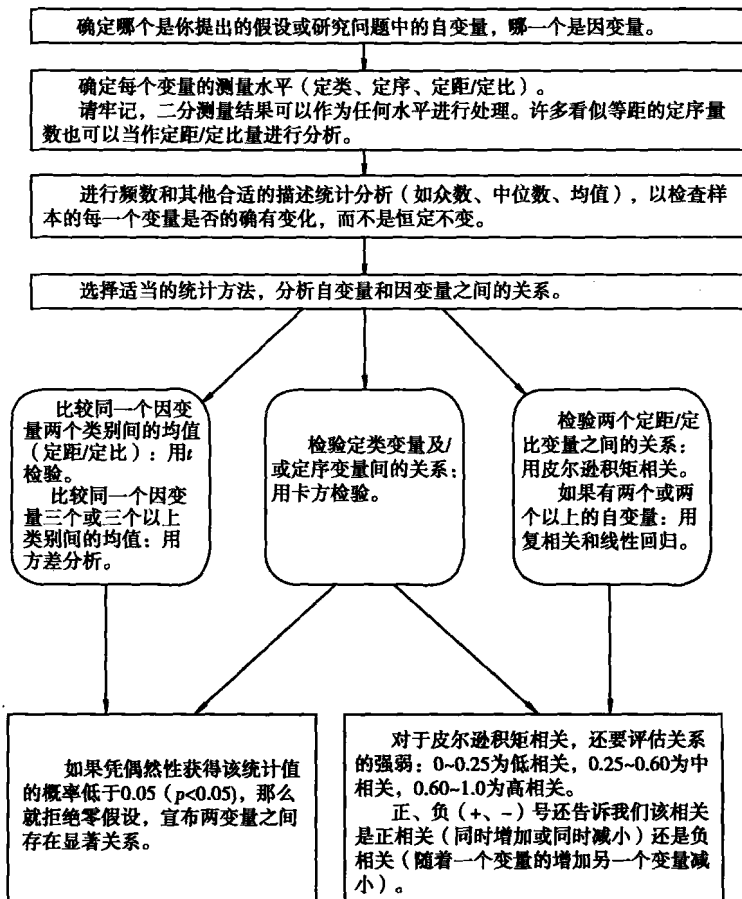 确定哪个是你提出的假设或研究问题中的自变量，哪一个是因变量。
确定每个变量的测量水平（定类、定序、定距/定比）。
请牢记，二分测量结果可以作为任何水平进行处理。许多看似等距的定序量
数也可以当作定距/定比量进行分析。
进行频数和其他合适的描述统计分析（如众数、中位数、均值），以检查样
本的每一个变量是否的确有变化，而不是恒定不变。
选择适当的统计方法，分析自变量和因变量之间的关系。
比较同一个因变
量两个类别间的均值
（定距/定比）：用t
检验。
比较同一个因变
量三个或三个以上
类别间的均值：用
方差分析。
检验定类变量及/
或定序变量间的关系：
用卡方检验。
检验两个定距/定
比变量之间的关系：
用皮尔逊积矩相关。
如果有两个或两
个以上的自变量：用
复相关和线性回归。
如果凭偶然性获得该统计值
的概率低于0.05（p<0.05），那么
就拒绝零假设，宣布两变量之间
存在显著关系。
对于皮尔逊积矩相关，还要评估关系
的强弱：0~0.25为低相关，0.25~0.60为中
相关，0.60~1.0为高相关。
正、负（+、-）号还告诉我们该相关
是正相关（同时增加或同时减小）还是负
相关（随着一个变量的增加另一个变量减
小）。